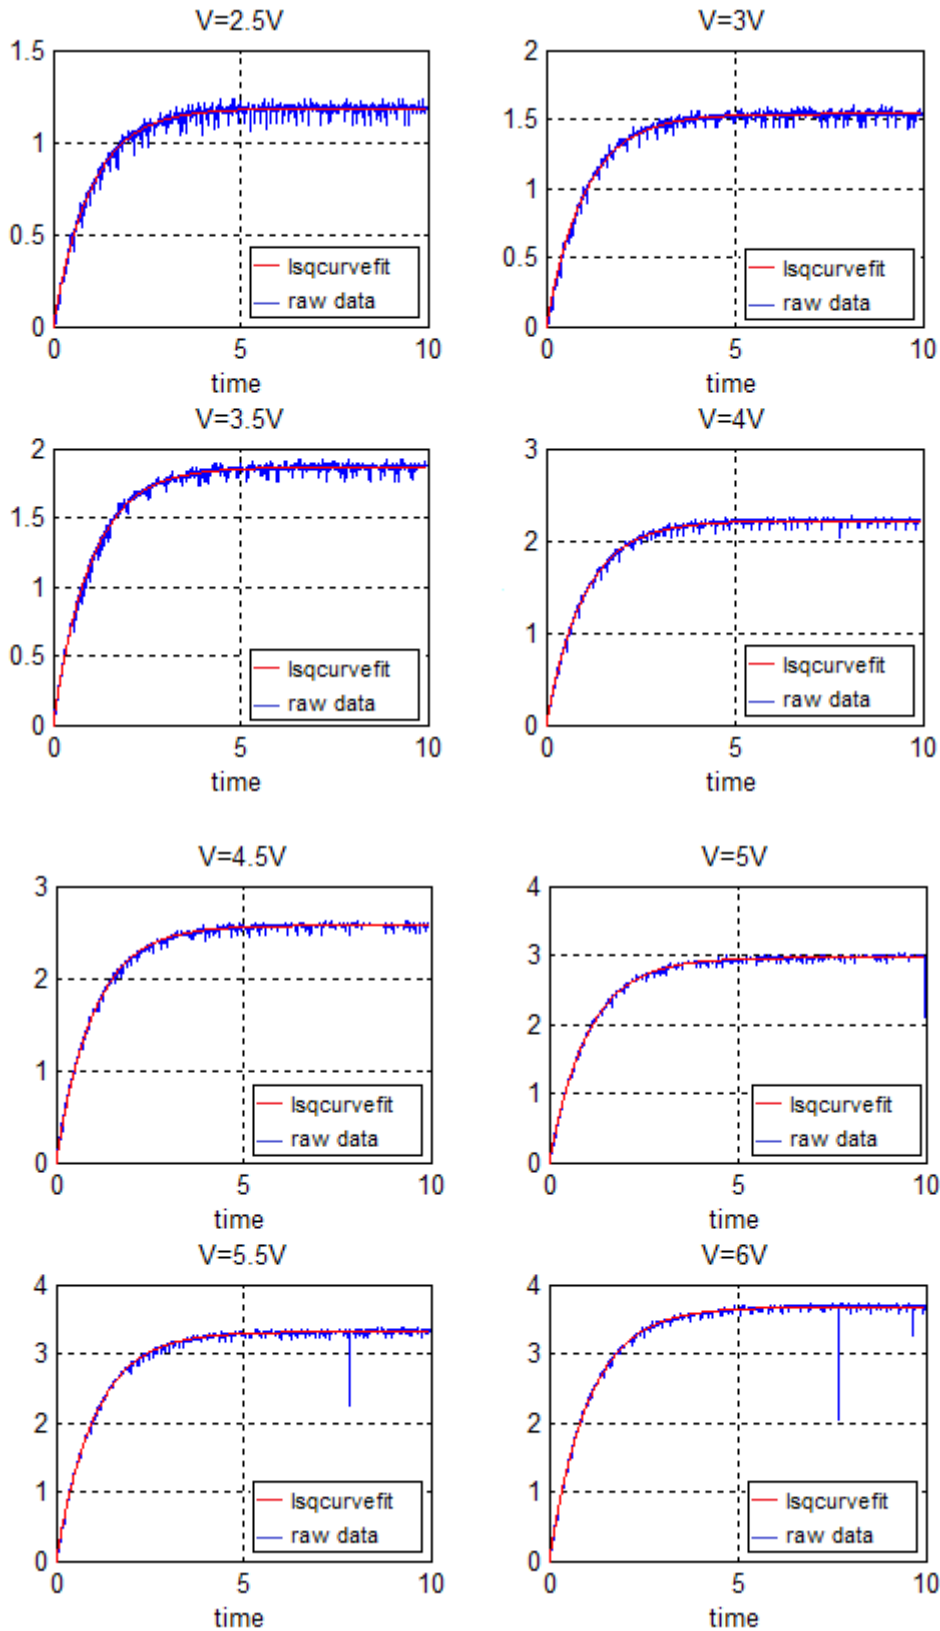 V=2.5V
1.5
1
0.5
0
lsqcurvefit
raw data
0 5 10
time
V=3V
2
1.5
1
0.5
0
lsqcurvefit
raw data
0 5 10
time
V=3.5V
2
1.5
1
0.5
0
lsqcurvefit
raw data
0 5 10
time
V=4V
3
2
1
0
lsqcurvefit
raw data
0 5 10
time
V=4.5V
3
2
1
0
lsqcurvefit
raw data
0 5 10
time
V=5V
4
3
2
1
0
lsqcurvefit
raw data
0 5 10
time
V=5.5V
4
3
2
1
0
lsqcurvefit
raw data
0 5 10
time
V=6V
4
3
2
1
0
lsqcurvefit
raw data
0 5 10
time